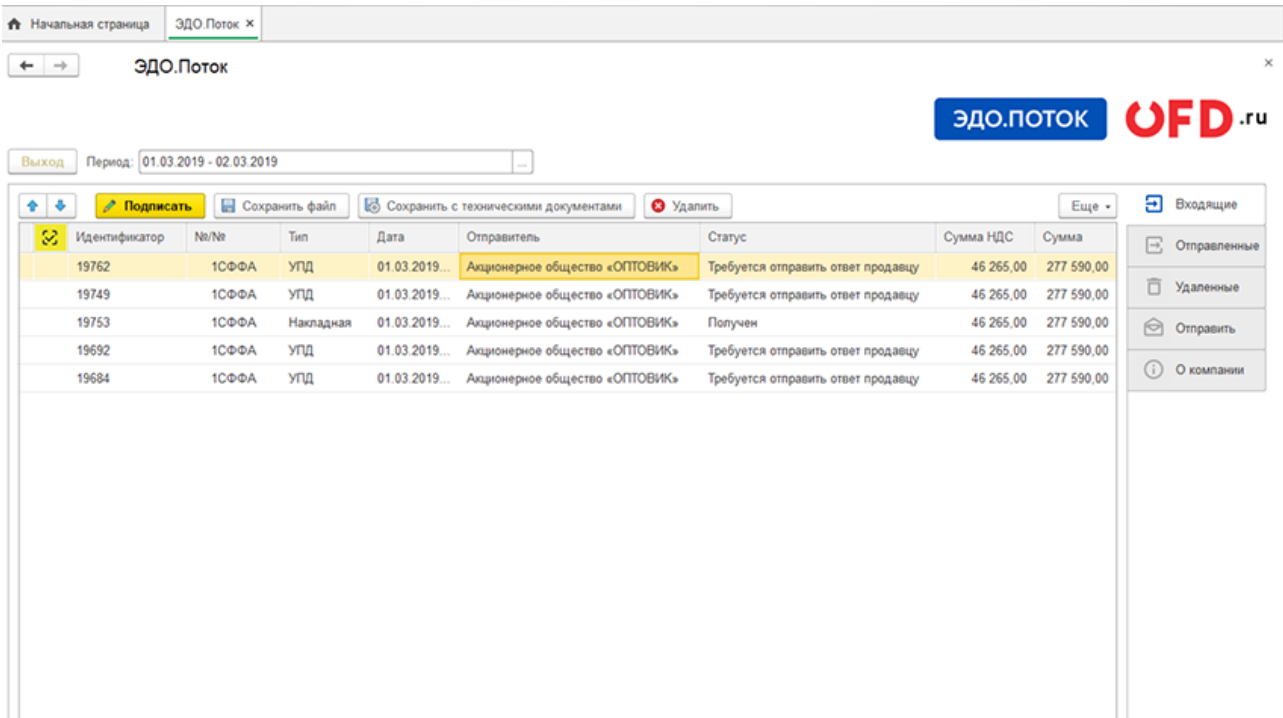 Начальная страница ЭДО.Поток ×
ЭДО.Поток
ЭДО.ПОТОК OFD.ru
Выход Период: 01.03.2019 - 02.03.2019 ...
Подписать Сохранить файл Сохранить с техническими документами Удалить Еще
Входящие
Идентификатор №/№ Тип Дата Отправитель Статус Сумма НДС Сумма
Отправленные
19762 1СФФА УПД 01.03.2019... Акционерное общество «ОПТОВИК» Требуется отправить ответ продавцу 46 265,00 277 590,00
19749 1СФФА УПД 01.03.2019... Акционерное общество «ОПТОВИК» Требуется отправить ответ продавцу 46 265,00 277 590,00
Удаленные
19753 1СФФА Накладная 01.03.2019... Акционерное общество «ОПТОВИК» Получен 46 265,00 277 590,00
Отправить
19692 1СФФА УПД 01.03.2019... Акционерное общество «ОПТОВИК» Требуется отправить ответ продавцу 46 265,00 277 590,00
О компании
19684 1СФФА УПД 01.03.2019... Акционерное общество «ОПТОВИК» Требуется отправить ответ продавцу 46 265,00 277 590,00